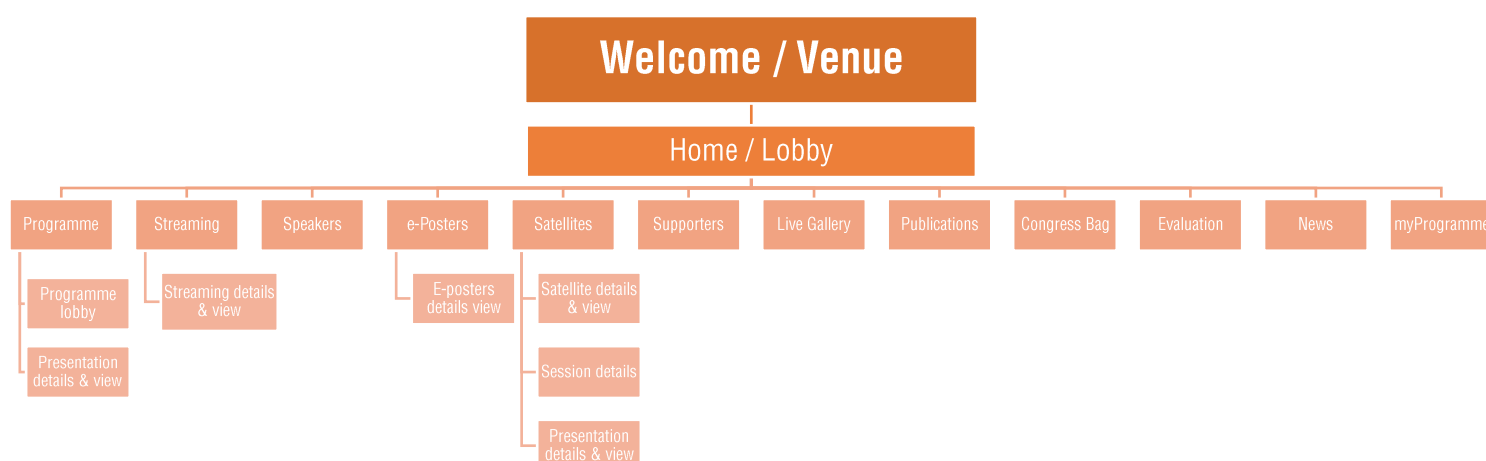 Welcome / Venue
Home / Lobby
Programme
Streaming
Speakers
e-Posters
Satellites
Supporters
Live Gallery
Publications
Congress Bag
Evaluation
News
myProgramme
Programme
lobby
Streaming details
& view
E-posters
details view
Satellite details
& view
Presentation
details & view
Session details
Presentation
details & view